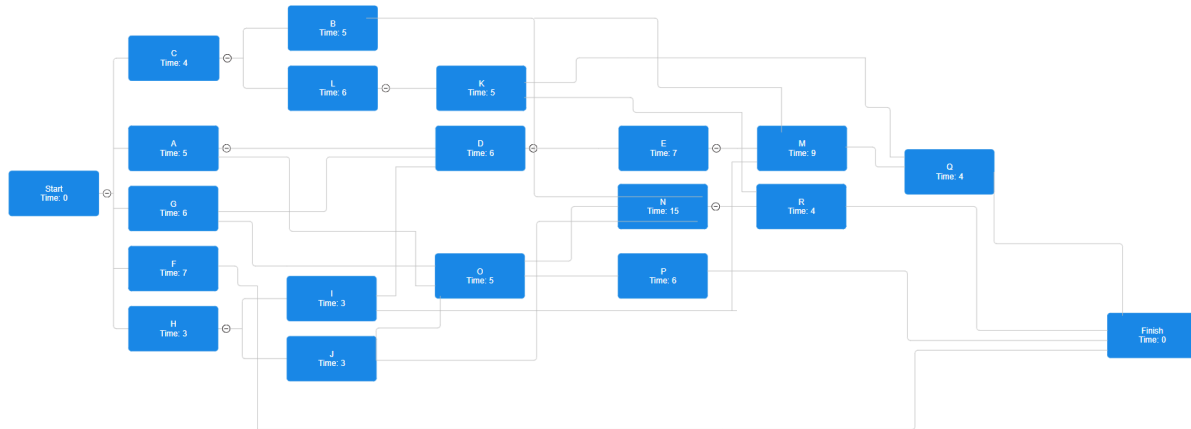 B
Time: 5
C
Time: 4
L
Time: 6
K
Time: 5
A
Time: 5
D
Time: 6
E
Time: 7
M
Time: 9
Q
Time: 4
Start
Time: 0
G
Time: 6
N
Time: 15
R
Time: 4
F
Time: 7
O
Time: 5
P
Time: 6
I
Time: 3
H
Time: 3
J
Time: 3
Finish
Time: 0